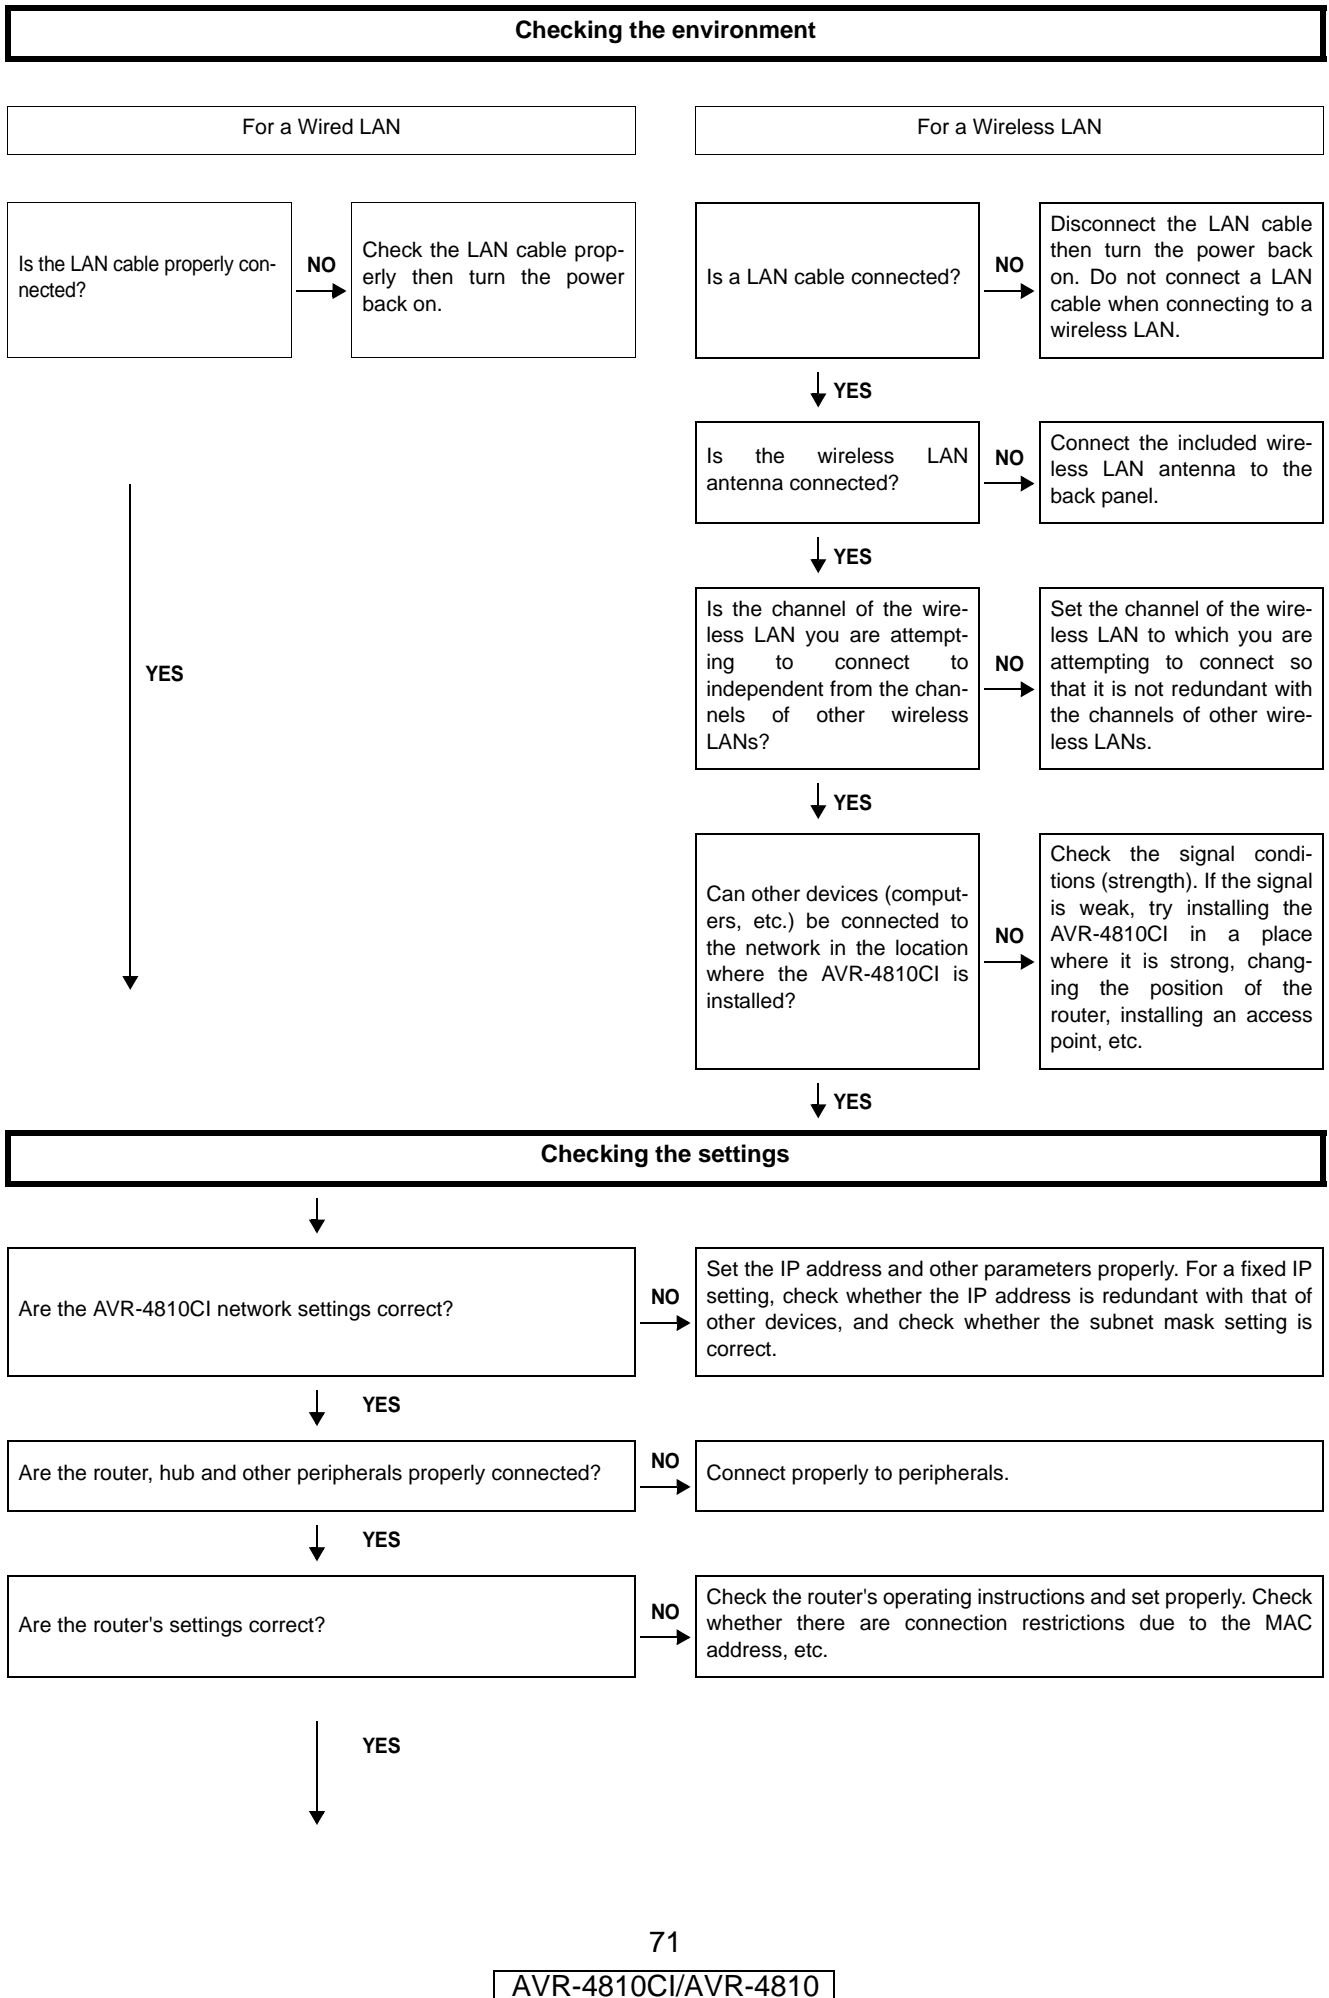 Checking the environment
For a Wired LAN
For a Wireless LAN
Is the LAN cable properly con-
nected?
NO
Check the LAN cable prop-
erly then turn the power
back on.
Is a LAN cable connected?
NO
Disconnect the LAN cable
then turn the power back
on. Do not connect a LAN
cable when connecting to a
wireless LAN.
YES
Is the wireless LAN
antenna connected?
NO
Connect the included wire-
less LAN antenna to the
back panel.
YES
YES
Is the channel of the wire-
less LAN you are attempt-
ing to connect to
independent from the chan-
nels of other wireless
LANs?
NO
Set the channel of the wire-
less LAN to which you are
attempting to connect so
that it is not redundant with
the channels of other wire-
less LANs.
YES
Can other devices (comput-
ers, etc.) be connected to
the network in the location
where the AVR-4810CI is
installed?
NO
Check the signal condi-
tions (strength). If the signal
is weak, try installing the
AVR-4810CI in a place
where it is strong, chang-
ing the position of the
router, installing an access
point, etc.
YES
Checking the settings
Are the AVR-4810CI network settings correct?
NO
Set the IP address and other parameters properly. For a fixed IP
setting, check whether the IP address is redundant with that of
other devices, and check whether the subnet mask setting is
correct.
YES
Are the router, hub and other peripherals properly connected?
NO
Connect properly to peripherals.
YES
Are the router's settings correct?
NO
Check the router's operating instructions and set properly. Check
whether there are connection restrictions due to the MAC
address, etc.
YES
71
AVR-4810CI/AVR-4810